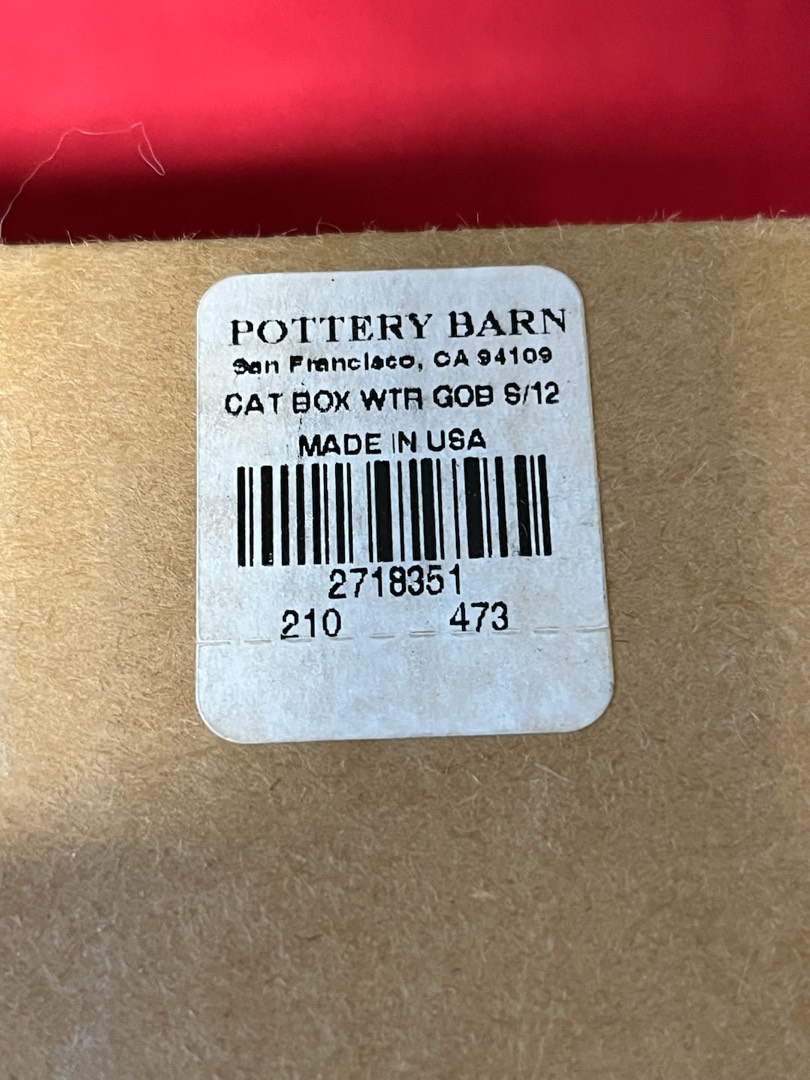 POTTERY BARN
San Francisco, CA 94109
CAT BOX WTR GOB S/12
MADE IN USA
2718351
210 473